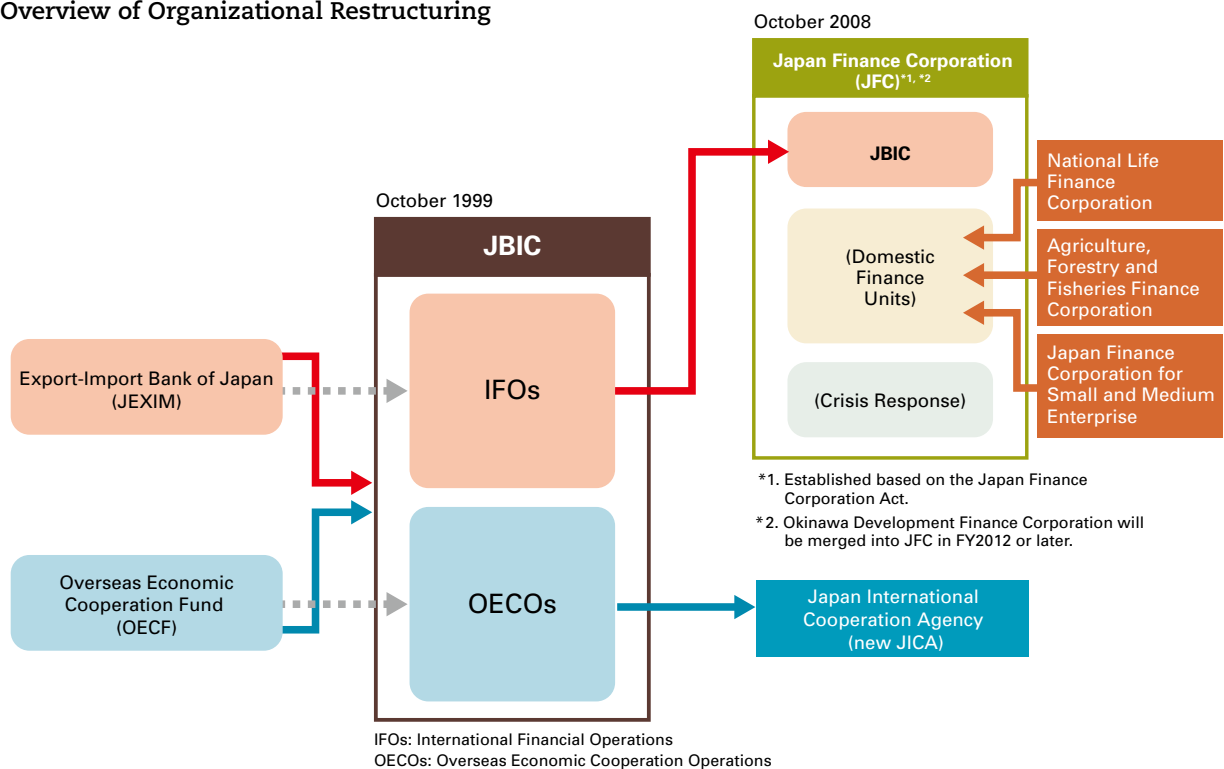 Overview of Organizational Restructuring
October 2008
Japan Finance Corporation
(JFC)*1, *2
JBIC
National Life
Finance
Corporation
(Domestic
Finance
Units)
Agriculture,
Forestry and
Fisheries Finance
Corporation
Japan Finance
Corporation for
Small and Medium
Enterprise
(Crisis Response)
*1. Established based on the Japan Finance
Corporation Act.
*2. Okinawa Development Finance Corporation will
be merged into JFC in FY2012 or later.
October 1999
JBIC
Export-Import Bank of Japan
(JEXIM)
IFOs
Overseas Economic
Cooperation Fund
(OECF)
OECOs
Japan International
Cooperation Agency
(new JICA)
IFOs: International Financial Operations
OECOs: Overseas Economic Cooperation Operations